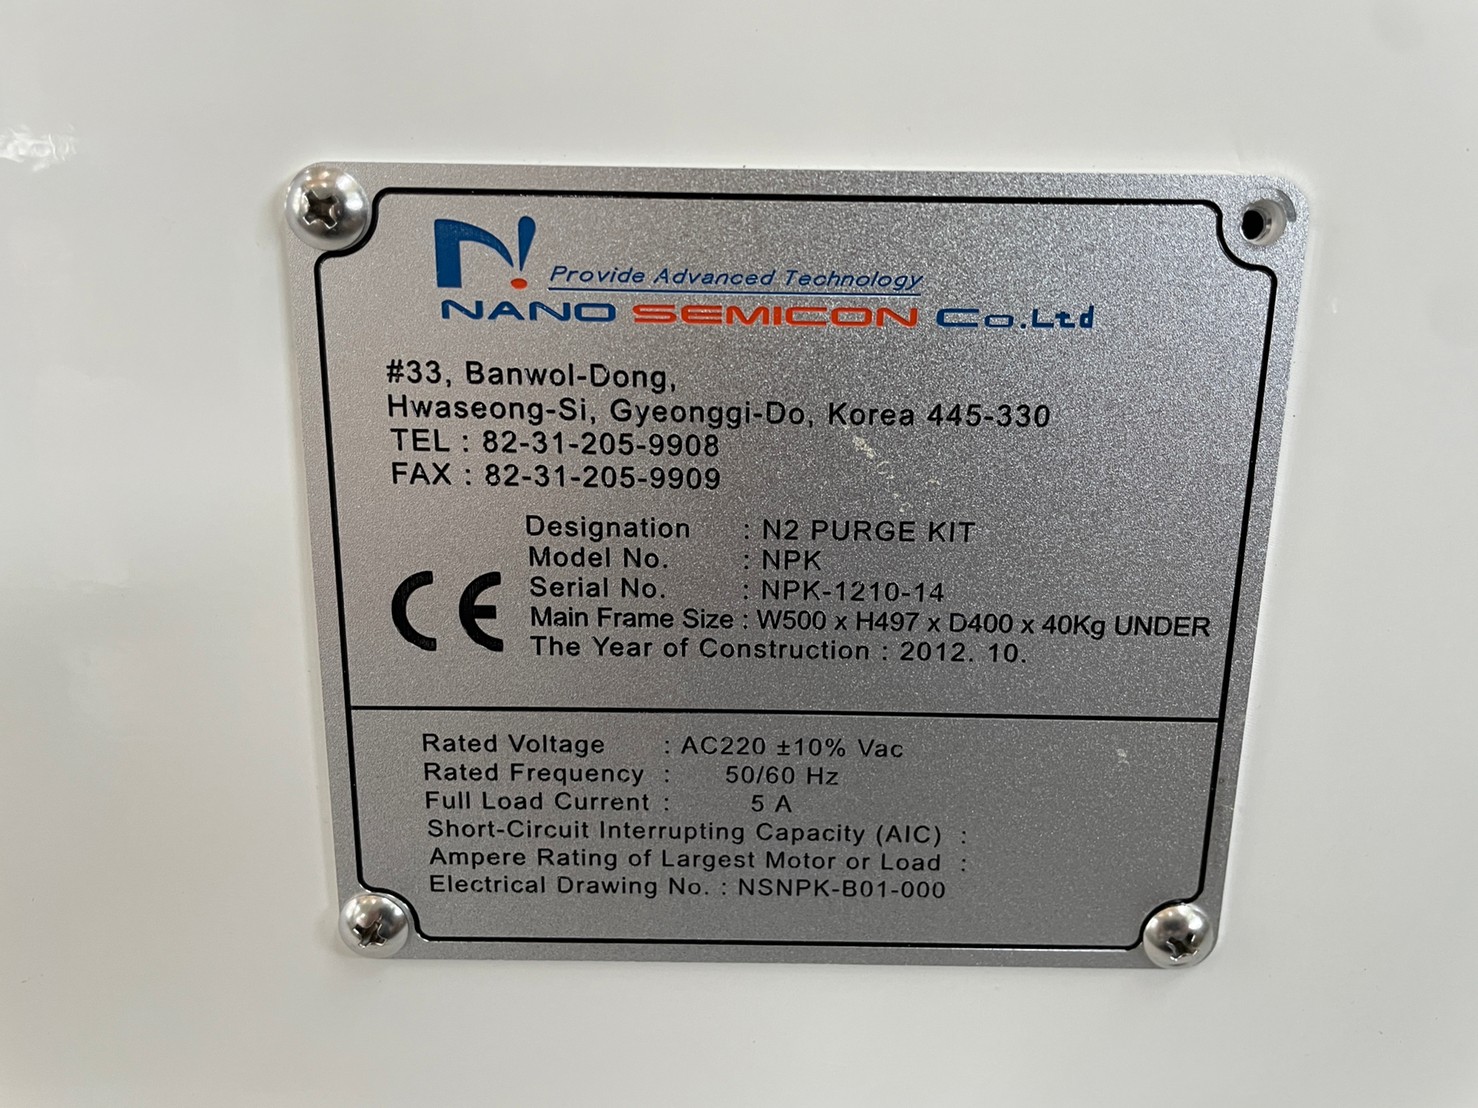 Provide Advanced Technology
NANO SEMICON Co.Ltd
#33, Banwol-Dong,
Hwaseong-Si, Gyeonggi-Do, Korea 445-330
TEL : 82-31-205-9908
FAX : 82-31-205-9909
CE
Designation : N2 PURGE KIT
Model No. : NPK
Serial No. : NPK-1210-14
Main Frame Size : W500 x H497 x D400 x 40Kg UNDER
The Year of Construction : 2012. 10.
Rated Voltage : AC220 ±10% Vac
Rated Frequency : 50/60 Hz
Full Load Current : 5 A
Short-Circuit Interrupting Capacity (AIC) :
Ampere Rating of Largest Motor or Load :
Electrical Drawing No. : NSNPK-B01-000